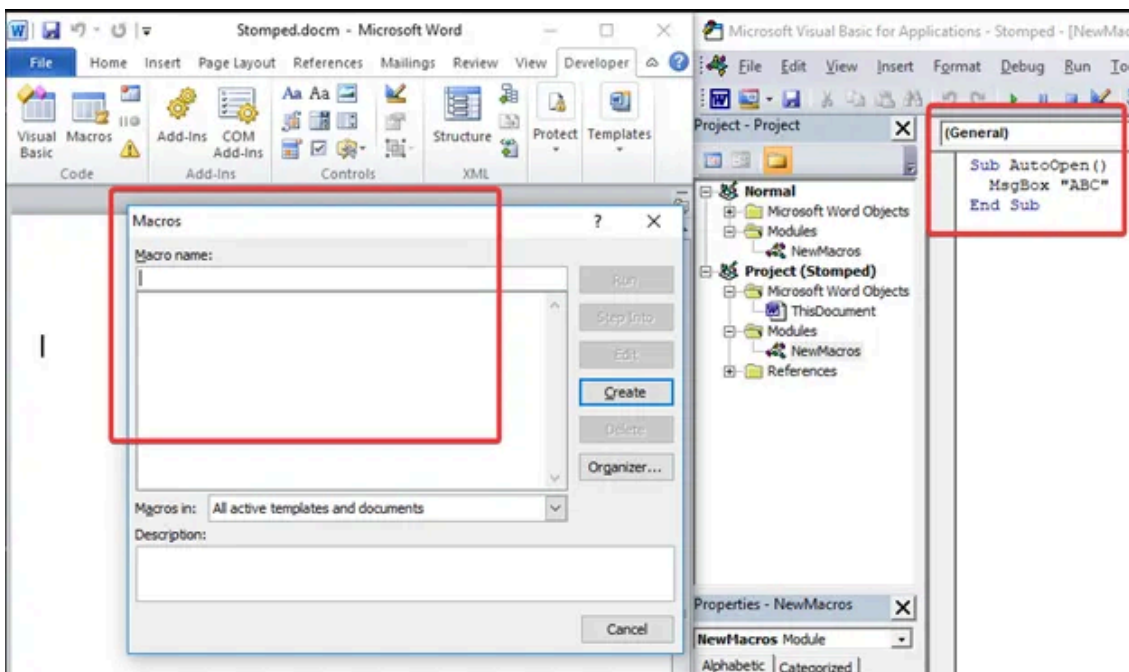 Stomped.docm - Microsoft Word
File Home Insert Page Layout References Mailings Review View Developer
Visual Basic
Macros
Add-Ins
COM Add-Ins
Structure
Protect
Templates
Code
Add-Ins
Controls
XML
Macros
Macro name:
Run
Step Into
Edit
Create
Delete
Organizer...
Macros in: All active templates and documents
Description:
Cancel
Microsoft Visual Basic for Applications - Stomped - [NewMac
File Edit View Insert Format Debug Run To
Project - Project
Normal
Microsoft Word Objects
Modules
NewMacros
Project (Stomped)
Microsoft Word Objects
ThisDocument
Modules
NewMacros
References
Properties - NewMacros
NewMacros Module
Alphabetic Categorized
(General)
Sub AutoOpen()
MsgBox "ABC"
End Sub